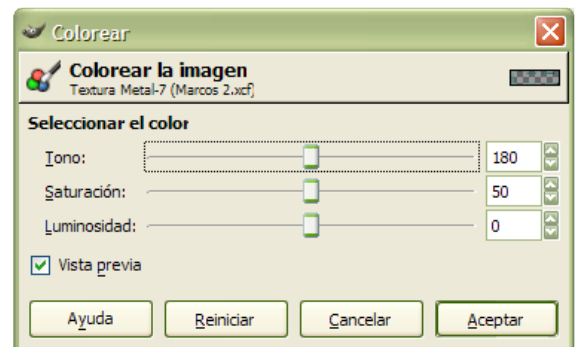 Colorear
Colorear la imagen
Textura Metal-7 (Marcos 2.xcf)
Seleccionar el color
Tono: 180
Saturación: 50
Luminosidad: 0
Vista previa
Ayuda Reiniciar Cancelar Aceptar